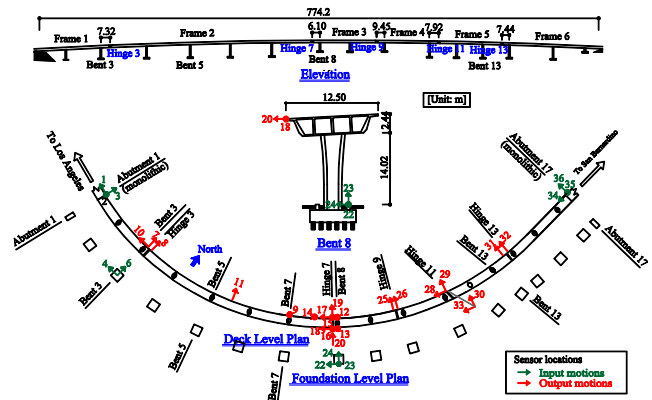 774.2
7.32
6.10
9.45
7.92
7.44
Frame 1
Frame 2
Frame 3
Frame 4
Frame 5
Frame 6
Hinge 3
Hinge 7
Hinge 9
Hinge 11
Hinge 13
Bent 3
Bent 5
Bent 8
Bent 13
Elevation
12.50
[Unit: m]
20
18
2.44
14.02
23
24
22
Bent 8
To Los Angeles
Abutment 1
(monolithic)
1
3
Abutment 1
10
2
8
Bent 3
Hinge 3
North
4
6
Bent 3
Bent 5
11
Bent 5
Bent 7
9
14
17
Hinge 7
Bent 8
19
12
18
16
13
20
Deck Level Plan
24
22
23
Bent 7
Foundation Level Plan
Hinge 9
25
26
Hinge 11
28
29
30
33
Hinge 13
Bent 13
31
32
Bent 13
Abutment 17
(monolithic)
To San Bernardino
36
35
34
Abutment 17
Sensor locations
Input motions
Output motions